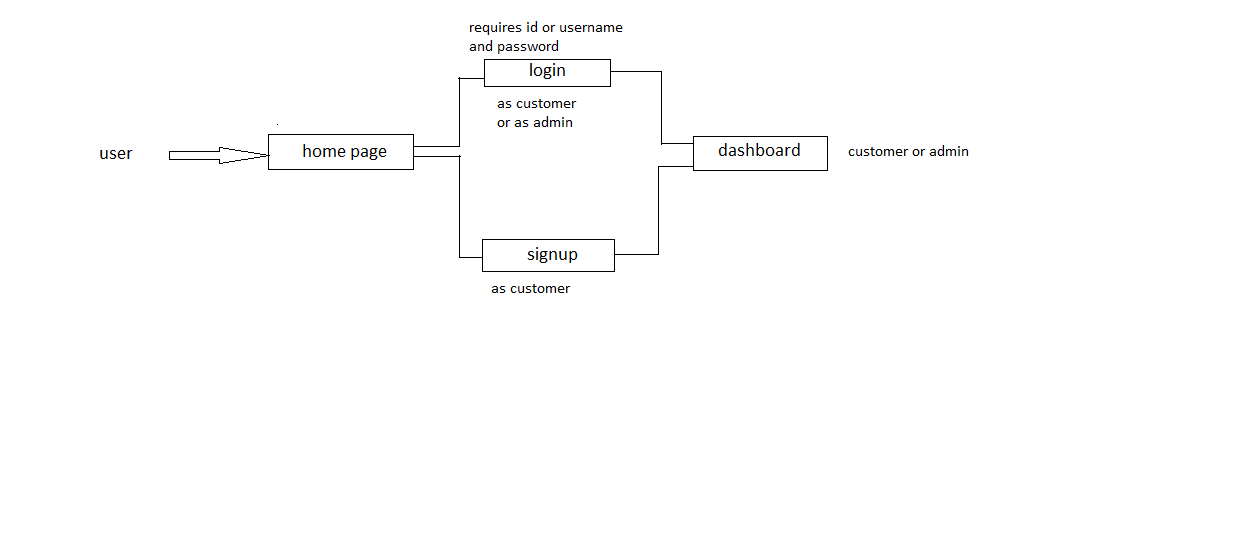 requires id or username
and password
login
as customer
or as admin
user
home page
dashboard
customer or admin
signup
as customer